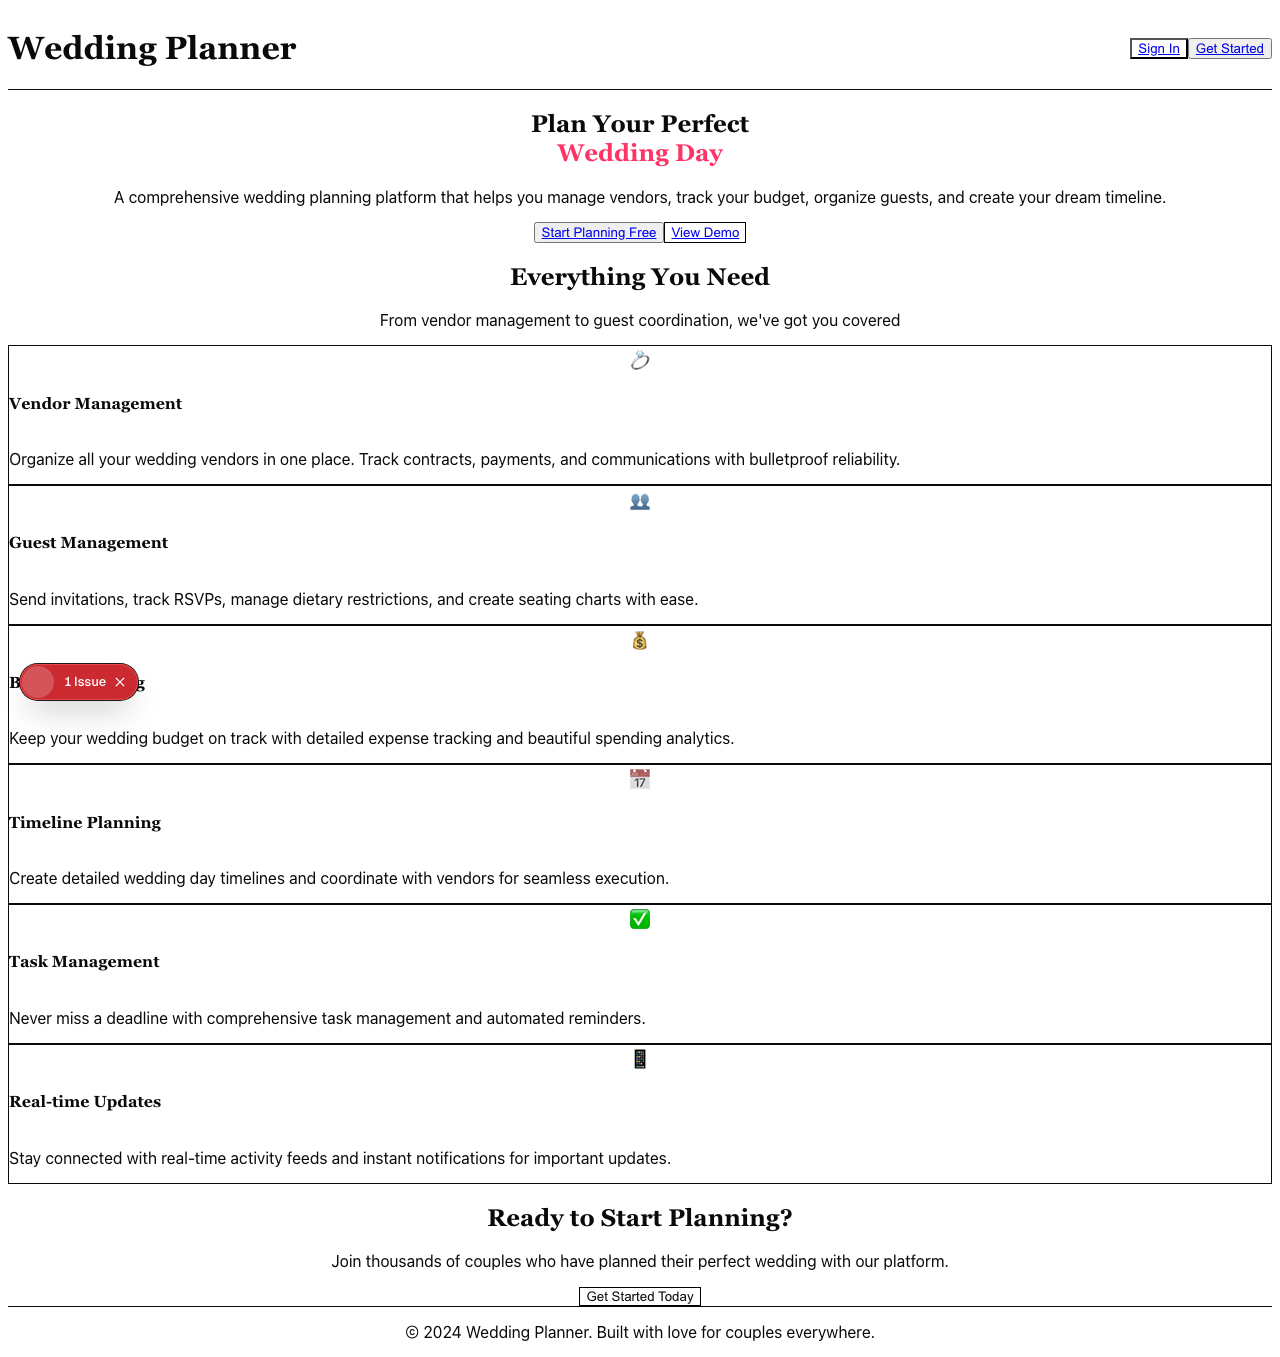 Wedding Planner
Sign In Get Started
Plan Your Perfect
Wedding Day
A comprehensive wedding planning platform that helps you manage vendors, track your budget, organize guests, and create your dream timeline.
Start Planning Free View Demo
Everything You Need
From vendor management to guest coordination, we've got you covered
Vendor Management
Organize all your wedding vendors in one place. Track contracts, payments, and communications with bulletproof reliability.
Guest Management
Send invitations, track RSVPs, manage dietary restrictions, and create seating charts with ease.
1 Issue
Keep your wedding budget on track with detailed expense tracking and beautiful spending analytics.
17
Timeline Planning
Create detailed wedding day timelines and coordinate with vendors for seamless execution.
Task Management
Never miss a deadline with comprehensive task management and automated reminders.
Real-time Updates
Stay connected with real-time activity feeds and instant notifications for important updates.
Ready to Start Planning?
Join thousands of couples who have planned their perfect wedding with our platform.
Get Started Today
© 2024 Wedding Planner. Built with love for couples everywhere.